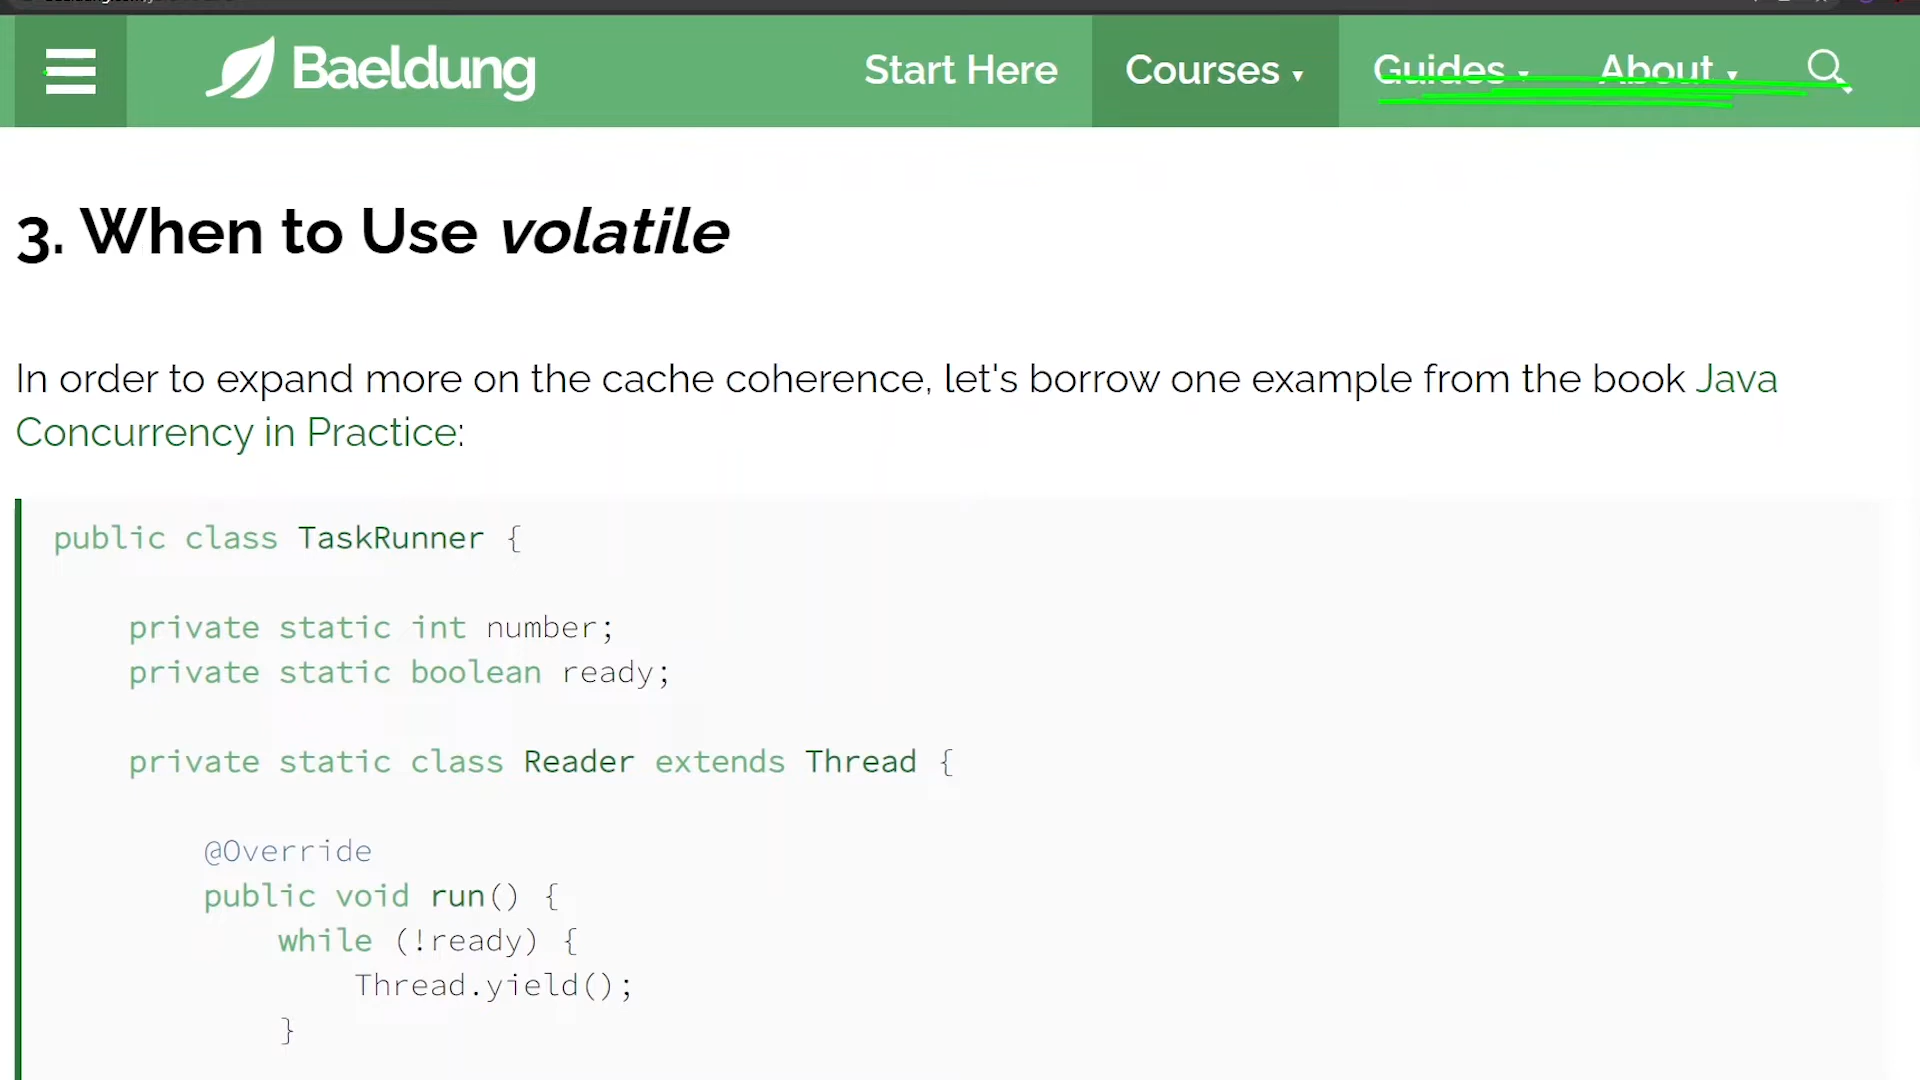 Baeldung
Start Here
Courses ▾
Guides ▾
About ▾
3. When to Use volatile
In order to expand more on the cache coherence, let's borrow one example from the book Java
Concurrency in Practice:
public class TaskRunner {
private static int number;
private static boolean ready;
private static class Reader extends Thread {
@Override
public void run() {
while (!ready) {
Thread.yield();
}